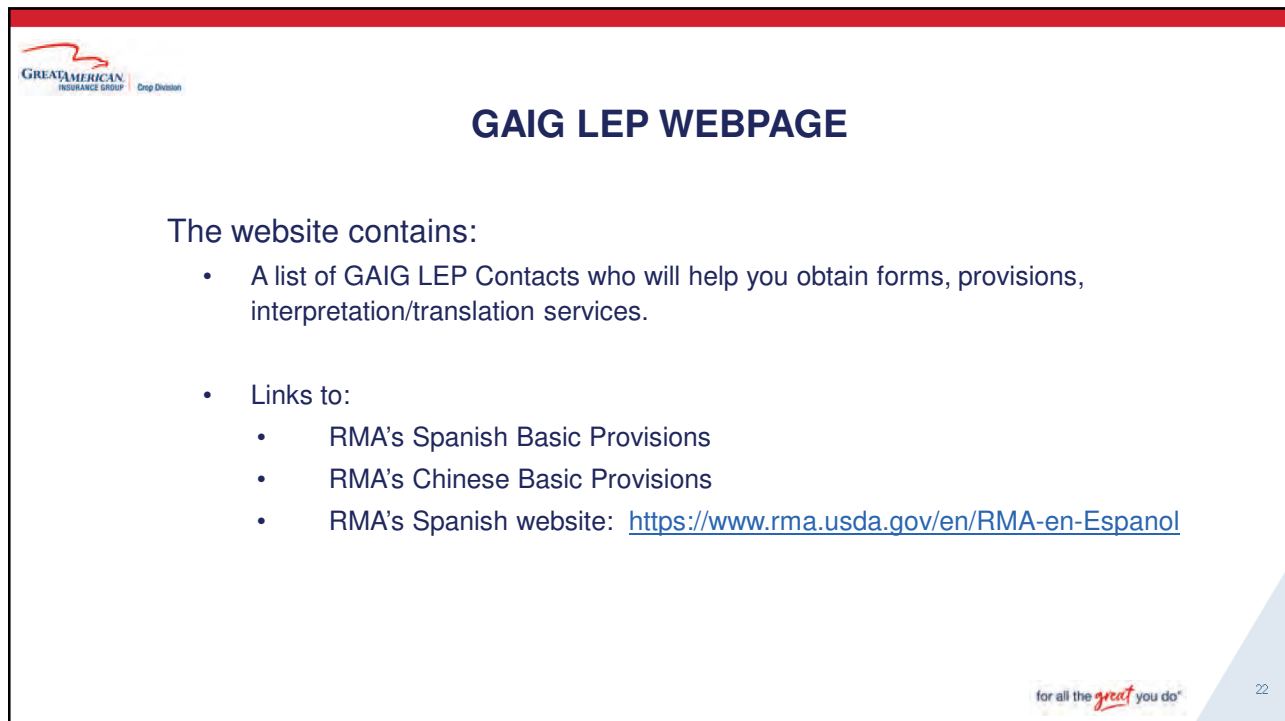 GREATAMERICAN
INSURANCE GROUP Crop Division
GAIG LEP WEBPAGE
The website contains:
• A list of GAIG LEP Contacts who will help you obtain forms, provisions,
interpretation/translation services.
• Links to:
• RMA’s Spanish Basic Provisions
• RMA’s Chinese Basic Provisions
• RMA’s Spanish website: https://www.rma.usda.gov/en/RMA-en-Espanol
for all the great you do®
22